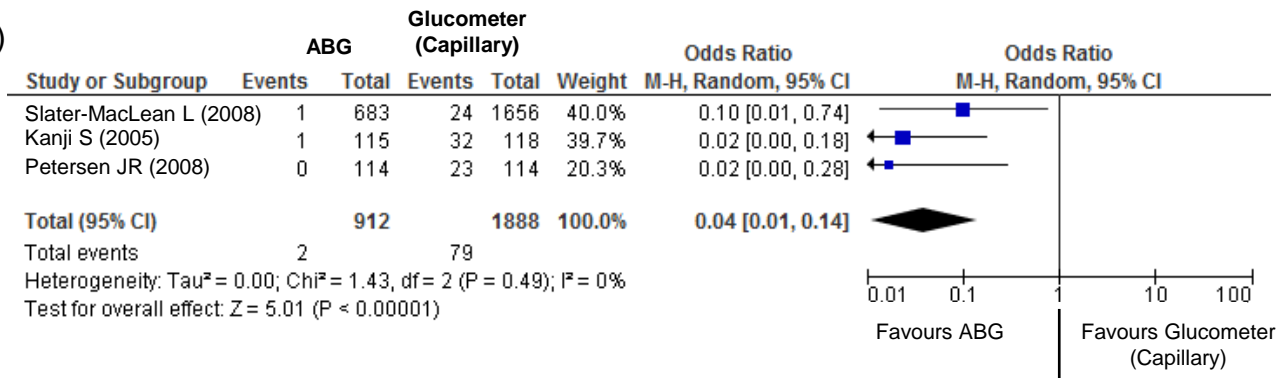 )
ABG Glucometer (Capillary) Odds Ratio Odds Ratio
Study or Subgroup Events Total Events Total Weight M-H, Random, 95% CI M-H, Random, 95% CI
Slater-MacLean L (2008) 1 683 24 1656 40.0% 0.10 [0.01, 0.74]
Kanji S (2005) 1 115 32 118 39.7% 0.02 [0.00, 0.18]
Petersen JR (2008) 0 114 23 114 20.3% 0.02 [0.00, 0.28]
Total (95% CI) 912 1888 100.0% 0.04 [0.01, 0.14]
Total events 2 79
Heterogeneity: Tau² = 0.00; Chi² = 1.43, df = 2 (P = 0.49); I² = 0%
Test for overall effect: Z = 5.01 (P < 0.00001)
0.01 0.1 1 10 100
Favours ABG Favours Glucometer
(Capillary)